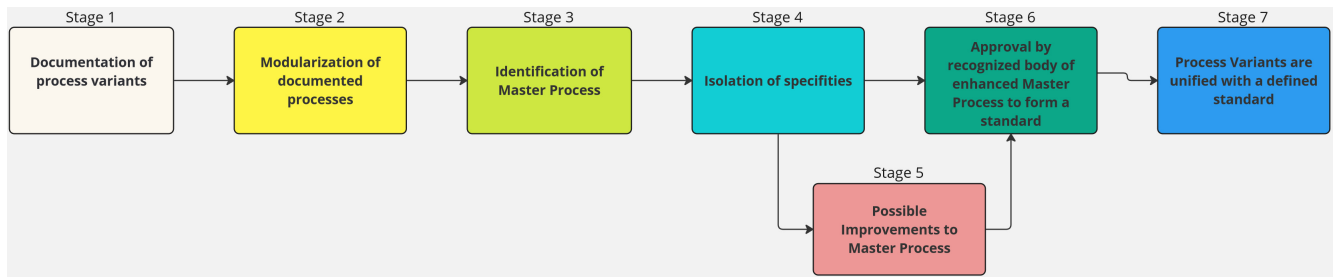 Stage 1
Documentation of
process variants
Stage 2
Modularization of
documented
processes
Stage 3
Identification of
Master Process
Stage 4
Isolation of specifities
Stage 5
Possible
Improvements to
Master Process
Stage 6
Approval by
recognized body of
enhanced Master
Process to form a
standard
Stage 7
Process Variants are
unified with a defined
standard